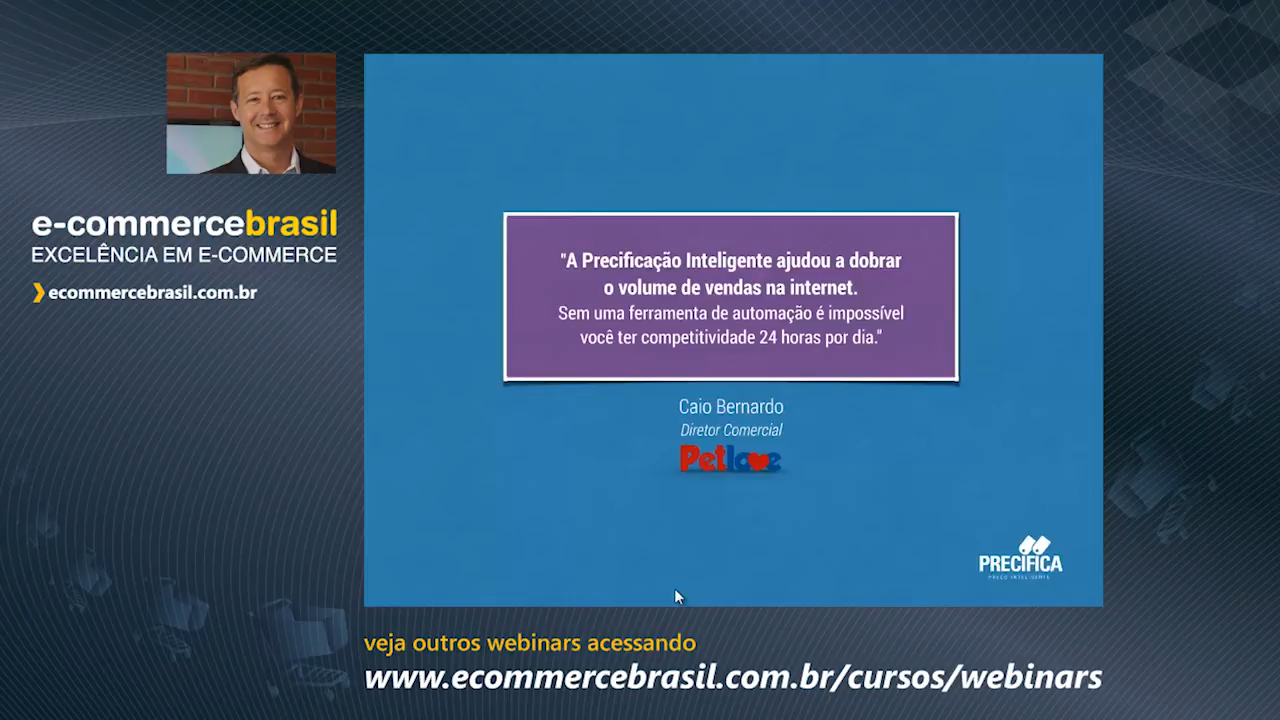 e-commercebrasil
EXCELÊNCIA EM E-COMMERCE
ecommercebrasil.com.br
"A Precificação Inteligente ajudou a dobrar
o volume de vendas na internet.
Sem uma ferramenta de automação é impossível
você ter competitividade 24 horas por dia."
Caio Bernardo
Diretor Comercial
Petlove
PRECIFICA
PREÇO INTELIGENTE
veja outros webinars acessando
www.ecommercebrasil.com.br/cursos/webinars